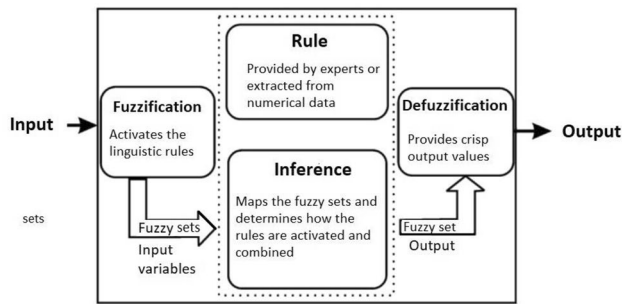 Rule
Provided by experts or
extracted from
numerical data
Fuzzification
Activates the
linguistic rules
Defuzzification
Provides crisp
output values
Input
Output
Inference
Maps the fuzzy sets and
determines how the
rules are activated and
combined
sets
Fuzzy sets
Input
variables
Fuzzy set
Output